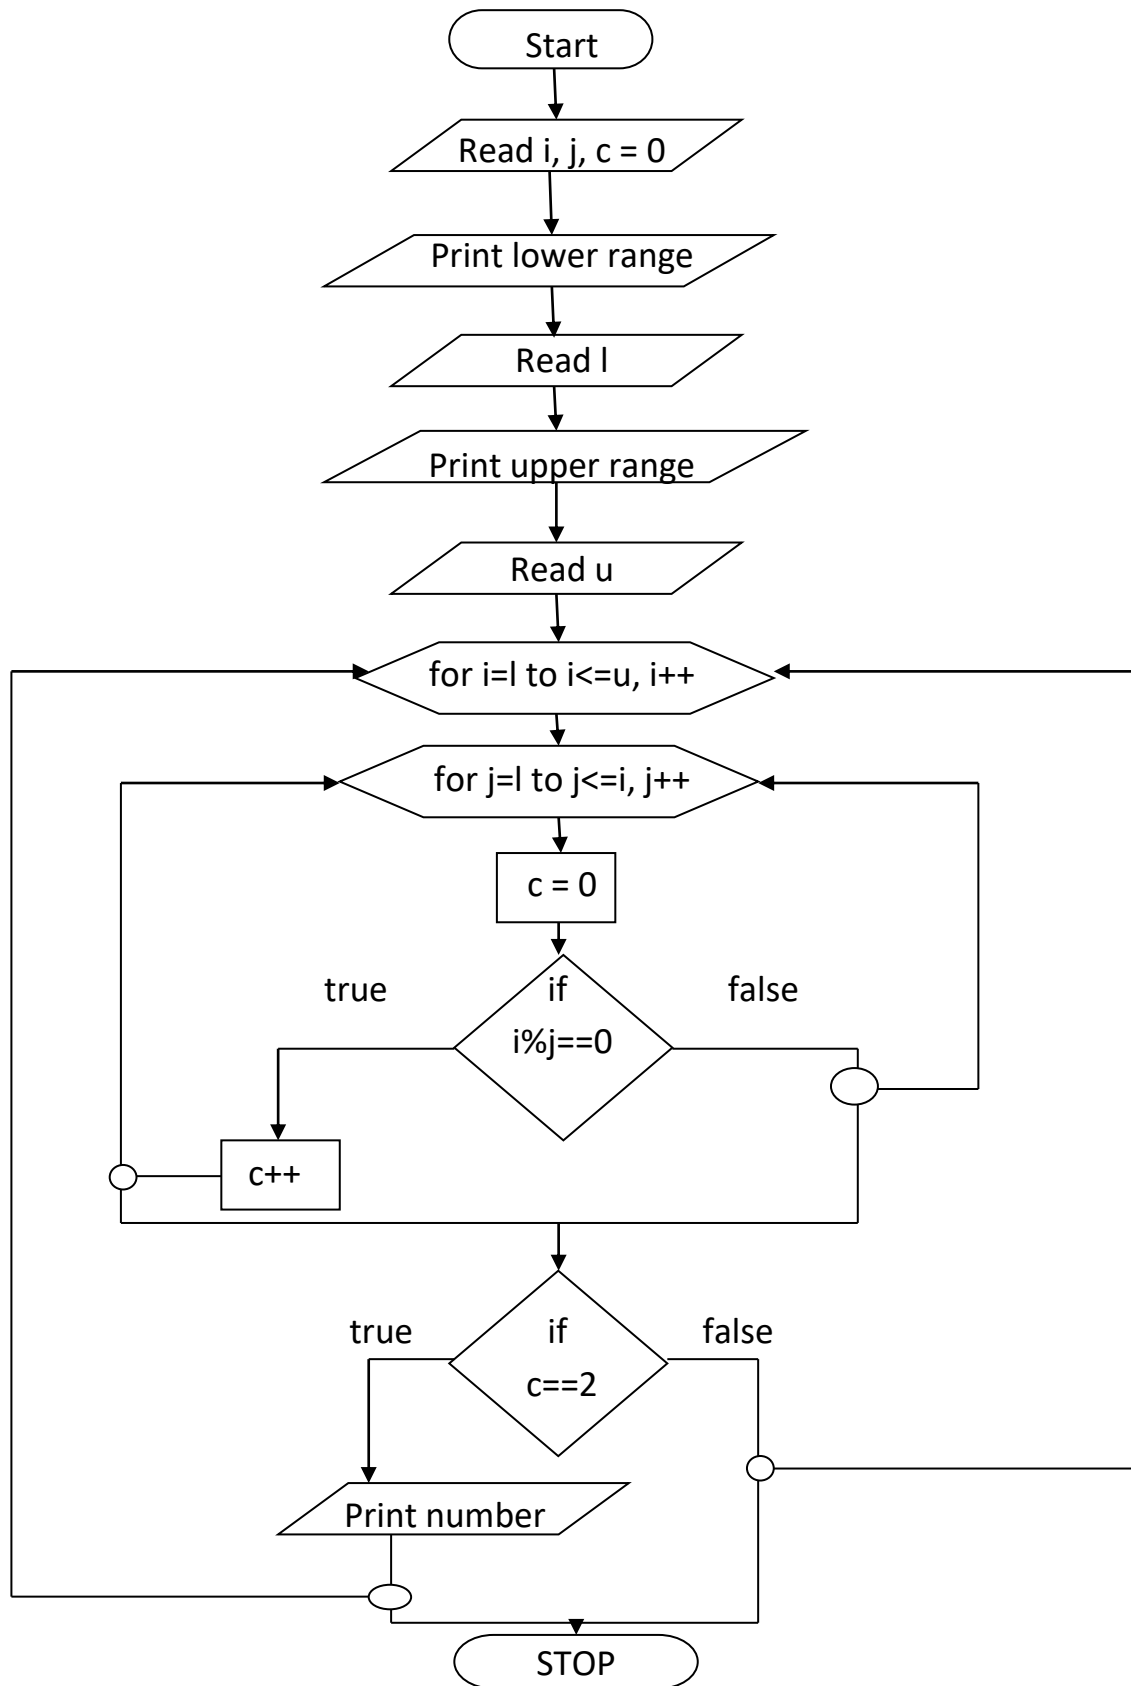 Start
Read i, j, c = 0
Print lower range
Read l
Print upper range
Read u
for i=l to i<=u, i++
for j=l to j<=i, j++
c = 0
true
if
false
i%j==0
c++
true
if
false
c==2
Print number
STOP